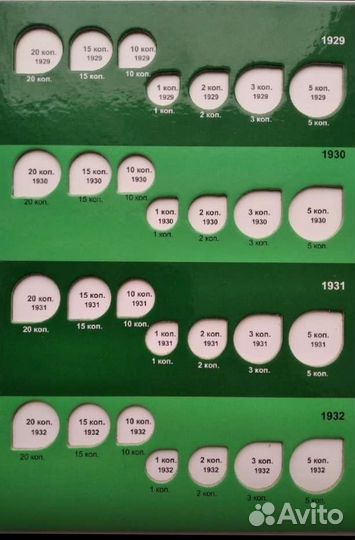 1929
20 коп. 15 коп. 10 коп.
1929 1929 1929
20 коп. 15 коп. 10 коп.
1 коп. 2 коп. 3 коп. 5 коп.
1929 1929 1929 1929
1 коп. 2 коп. 3 коп. 5 коп.
1930
20 коп. 15 коп. 10 коп.
1930 1930 1930
20 коп. 15 коп. 10 коп.
1 коп. 2 коп. 3 коп. 5 коп.
1930 1930 1930 1930
1 коп. 2 коп. 3 коп. 5 коп.
1931
20 коп. 15 коп. 10 коп.
1931 1931 1931
20 коп. 15 коп. 10 коп.
1 коп. 2 коп. 3 коп. 5 коп.
1931 1931 1931 1931
1 коп. 2 коп. 3 коп. 5 коп.
1932
20 коп. 15 коп. 10 коп.
1932 1932 1932
20 коп. 15 коп. 10 коп.
1 коп. 2 коп. 3 коп. 5 коп.
1932 1932 1932 1932
1 коп. 2 коп. 3 коп. 5 коп.
Avito